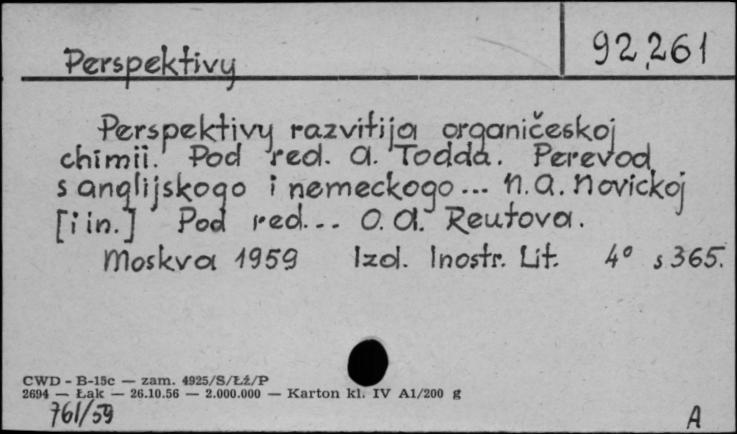 Perspektivy
92,261
Perspektivy razvitija organičeskoj
chimii. Pod red. A. Todda. Perevod
s anglijskogo i nemeckogo... N. A. Novickoj
[i in.] Pod red... O. A. Reutova.
Moskva 1959 Izd. Inostr. Lit. 4° s 365.
CWD - B-15c — zam. 4925/S/Łź/P
2694 — Łak — 26.10.56 — 2.000.000 — Karton kl. IV A1/200 g
761/59
A